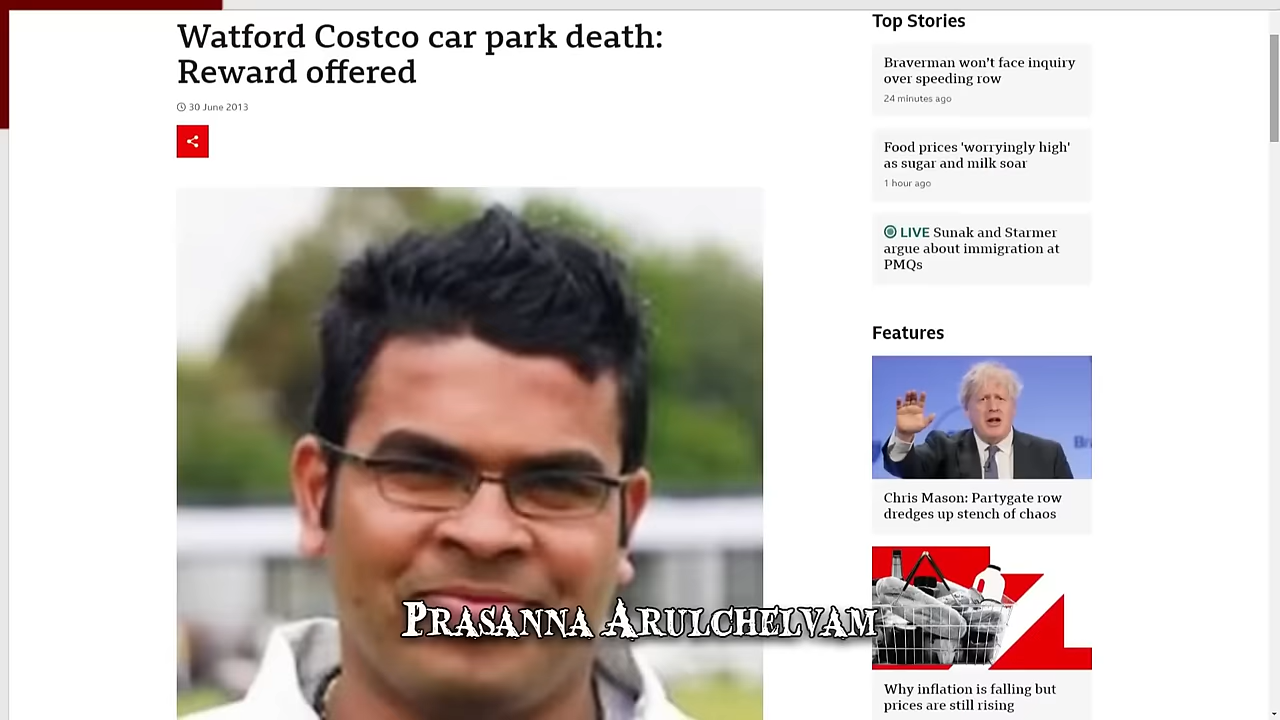 Watford Costco car park death:
Reward offered
30 June 2013
Prasanna Arulchelvam
Top Stories
Braverman won't face inquiry
over speeding row
24 minutes ago
Food prices 'worryingly high'
as sugar and milk soar
1 hour ago
LIVE Sunak and Starmer
argue about immigration at
PMQs
Features
Chris Mason: Partygate row
dredges up stench of chaos
Why inflation is falling but
prices are still rising